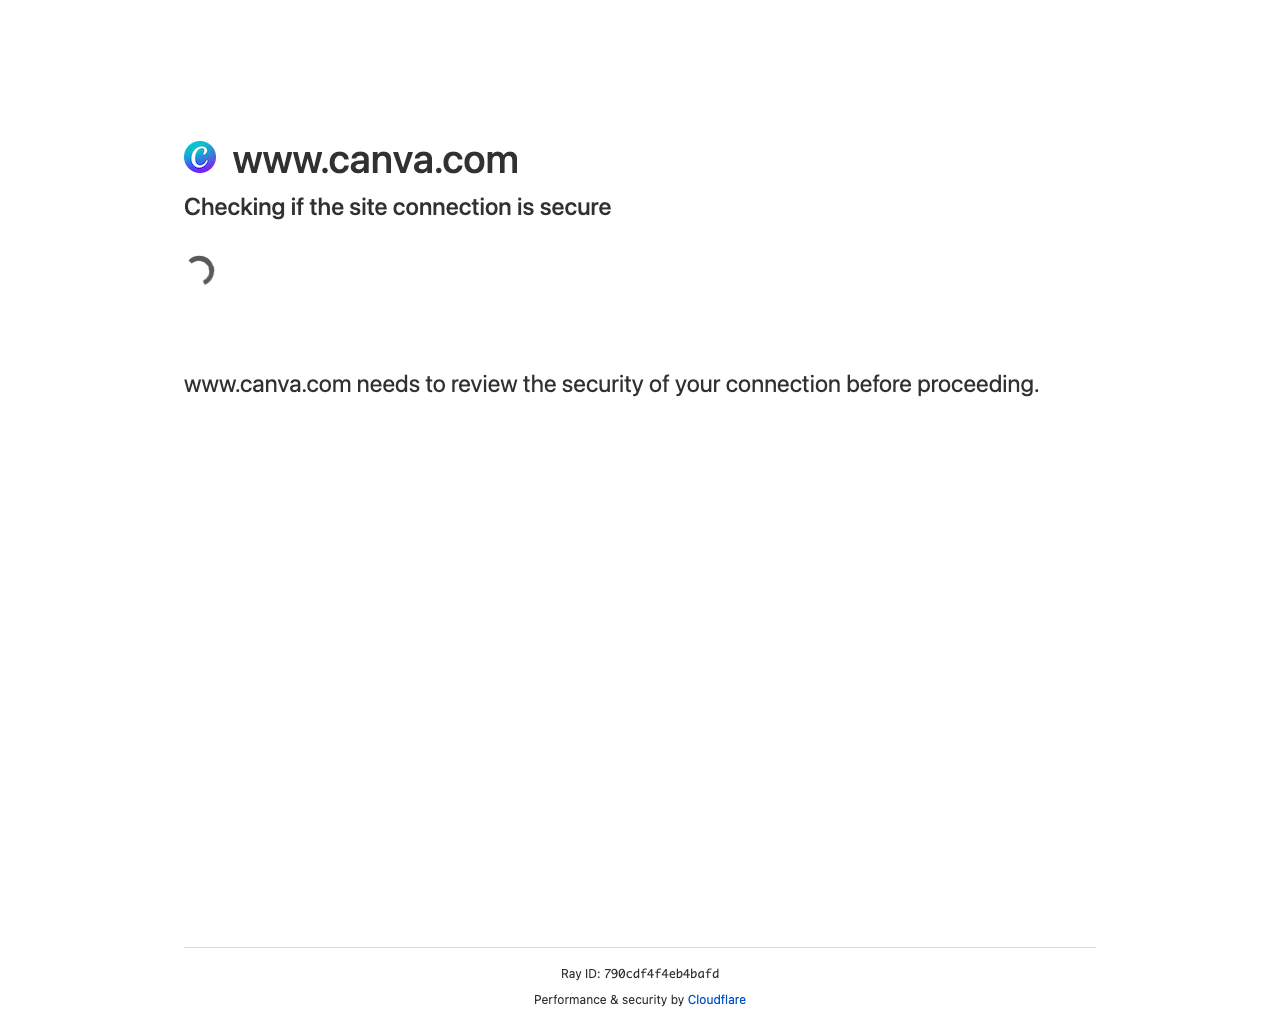 www.canva.com
Checking if the site connection is secure
www.canva.com needs to review the security of your connection before proceeding.
Ray ID: 790cdf4f4eb4bafd
Performance & security by Cloudflare